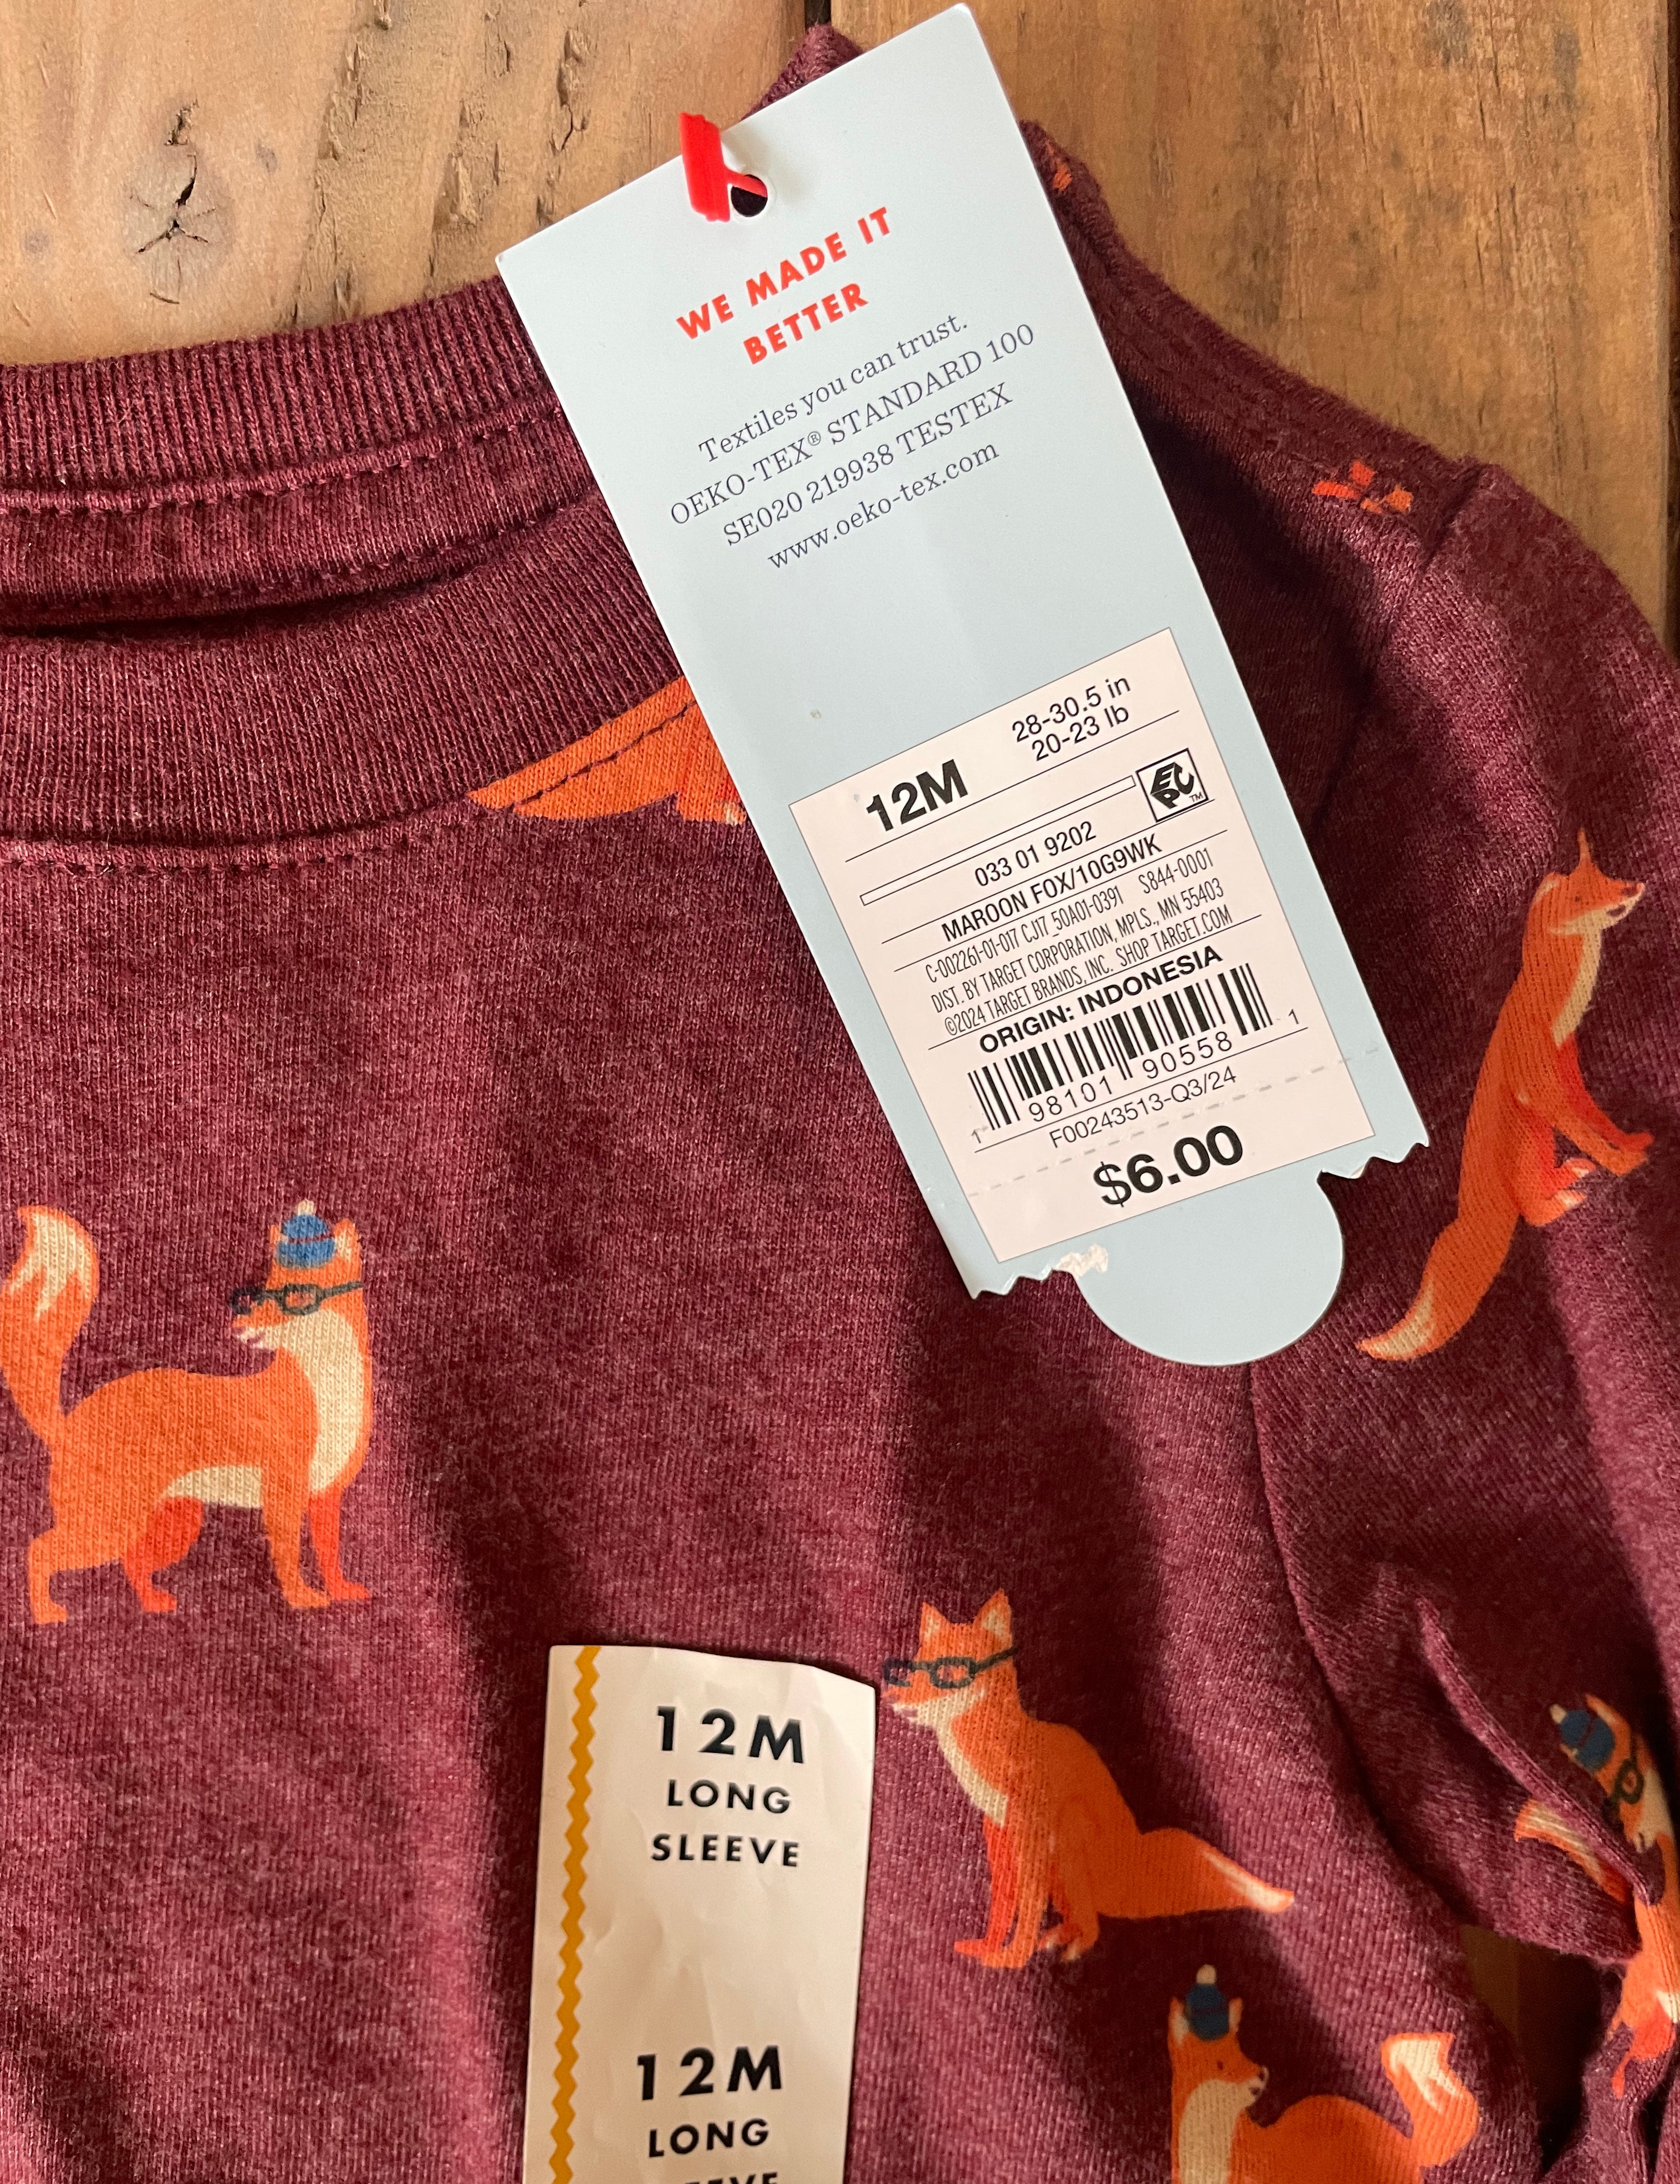 WE MADE IT
BETTER
Textiles you can trust.
OEKO-TEX® STANDARD 100
SE020 219938 TESTEX
www.oeko-tex.com
12M
28-30.5 in
20-23 lb
EPC™
033 01 9202
MAROON FOX/10G9WK
C-002261-01-017 CJ17_50A01-0391 S844-0001
DIST. BY TARGET CORPORATION, MPLS., MN 55403
©2024 TARGET BRANDS, INC. SHOP TARGET.COM
ORIGIN: INDONESIA
1 98101 90558 1
F00243513-Q3/24
$6.00
12M
LONG
SLEEVE
12M
LONG